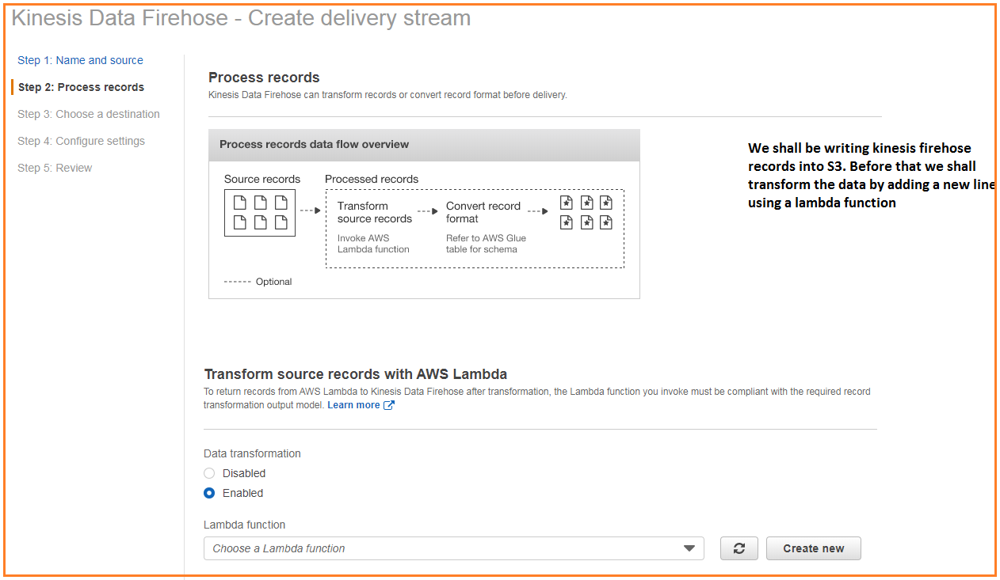 Kinesis Data Firehose - Create delivery stream
Step 1: Name and source
Step 2: Process records
Step 3: Choose a destination
Step 4: Configure settings
Step 5: Review
Process records
Kinesis Data Firehose can transform records or convert record format before delivery.
Process records data flow overview
Source records
Processed records
Transform
source records
Invoke AWS
Lambda function
Convert record
format
Refer to AWS Glue
table for schema
Optional
We shall be writing kinesis firehose
records into S3. Before that we shall
transform the data by adding a new line
using a lambda function
Transform source records with AWS Lambda
To return records from AWS Lambda to Kinesis Data Firehose after transformation, the Lambda function you invoke must be compliant with the required record
transformation output model. Learn more
Data transformation
Disabled
Enabled
Lambda function
Choose a Lambda function
Create new